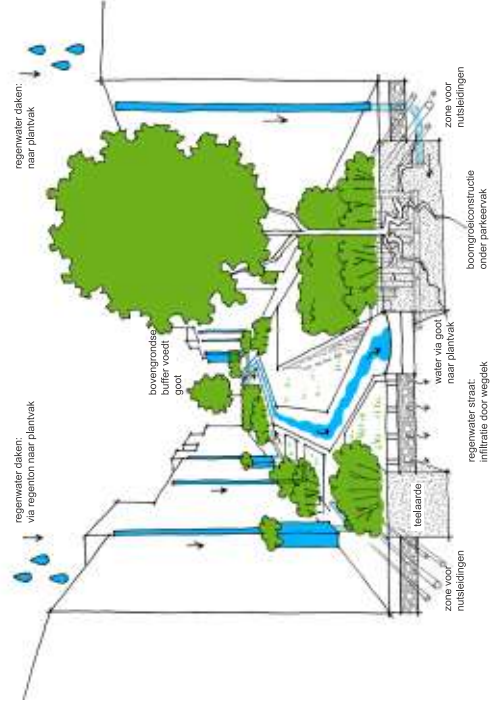 regenwater daken:
via regenton naar plantvak
regenwater daken:
naar plantvak
bovengrondse
buffer voedt
goot
teelaarde
zone voor
nutsleidingen
regenwater straat:
infiltratie door wegdek
water via goot
naar plantvak
boomgroeiconstructie
onder parkeervak
zone voor
nutsleidingen